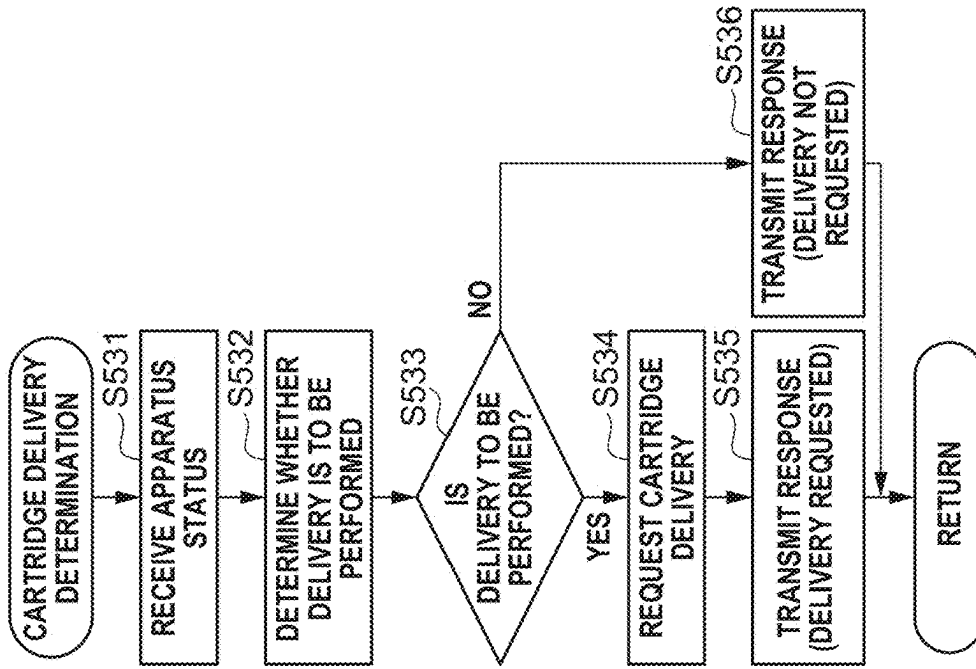 CARTRIDGE DELIVERY
DETERMINATION
S531
RECEIVE APPARATUS
STATUS
S532
DETERMINE WHETHER
DELIVERY IS TO BE
PERFORMED
S533
IS
DELIVERY TO BE
PERFORMED?
NO
YES
S534
REQUEST CARTRIDGE
DELIVERY
S535
TRANSMIT RESPONSE
(DELIVERY REQUESTED)
S536
TRANSMIT RESPONSE
(DELIVERY NOT
REQUESTED)
RETURN